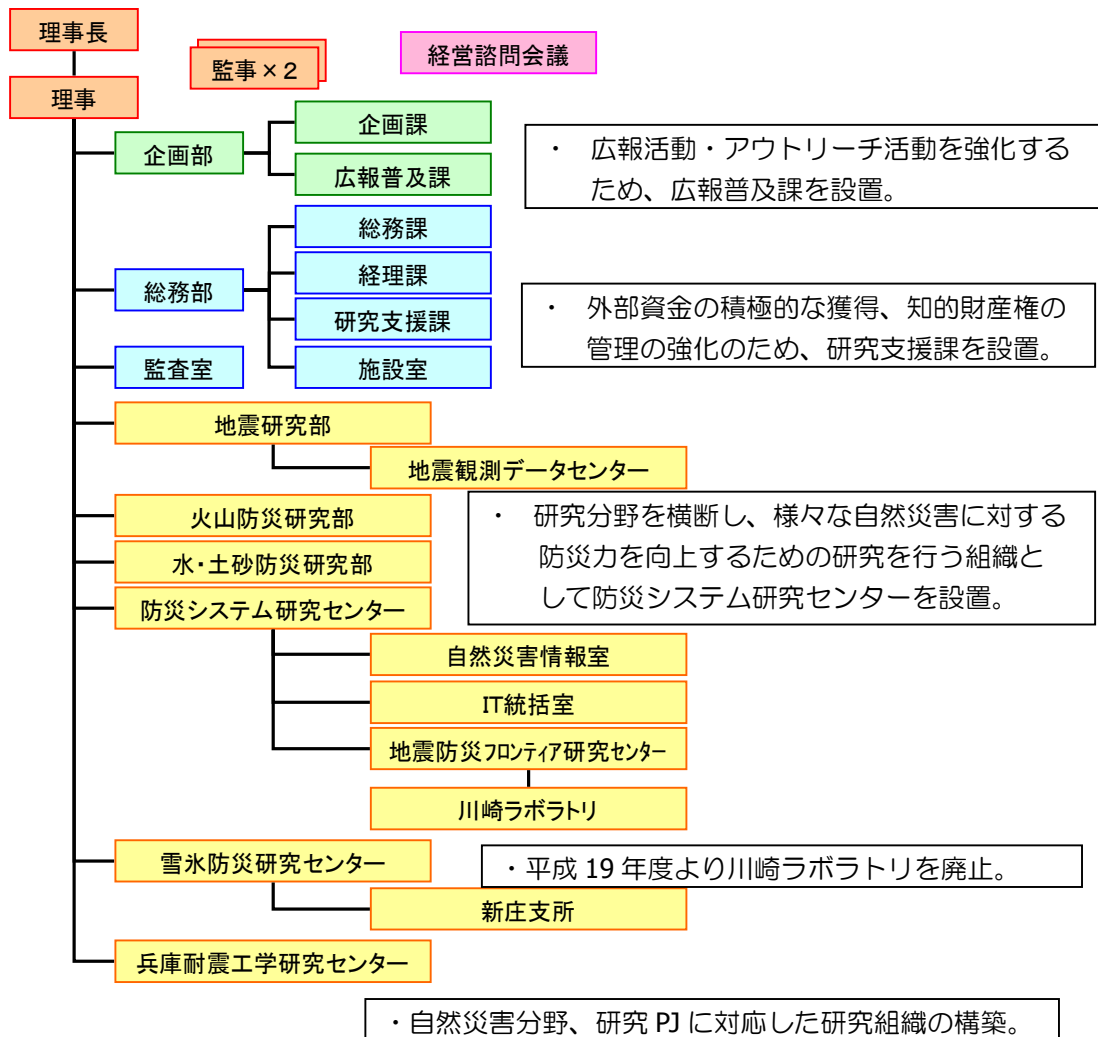 理事長
監事×２
経営諮問会議
理事
企画部
企画課
広報普及課
・　広報活動・アウトリーチ活動を強化する
ため、広報普及課を設置。
総務部
総務課
経理課
研究支援課
施設室
・　外部資金の積極的な獲得、知的財産権の
管理の強化のため、研究支援課を設置。
監査室
地震研究部
地震観測データセンター
火山防災研究部
水・土砂防災研究部
防災システム研究センター
・　研究分野を横断し、様々な自然災害に対する
防災力を向上するための研究を行う組織と
して防災システム研究センターを設置。
自然災害情報室
IT統括室
地震防災フロンティア研究センター
川崎ラボラトリ
雪氷防災研究センター
・平成 19 年度より川崎ラボラトリを廃止。
新庄支所
兵庫耐震工学研究センター
・自然災害分野、研究 PJ に対応した研究組織の構築。